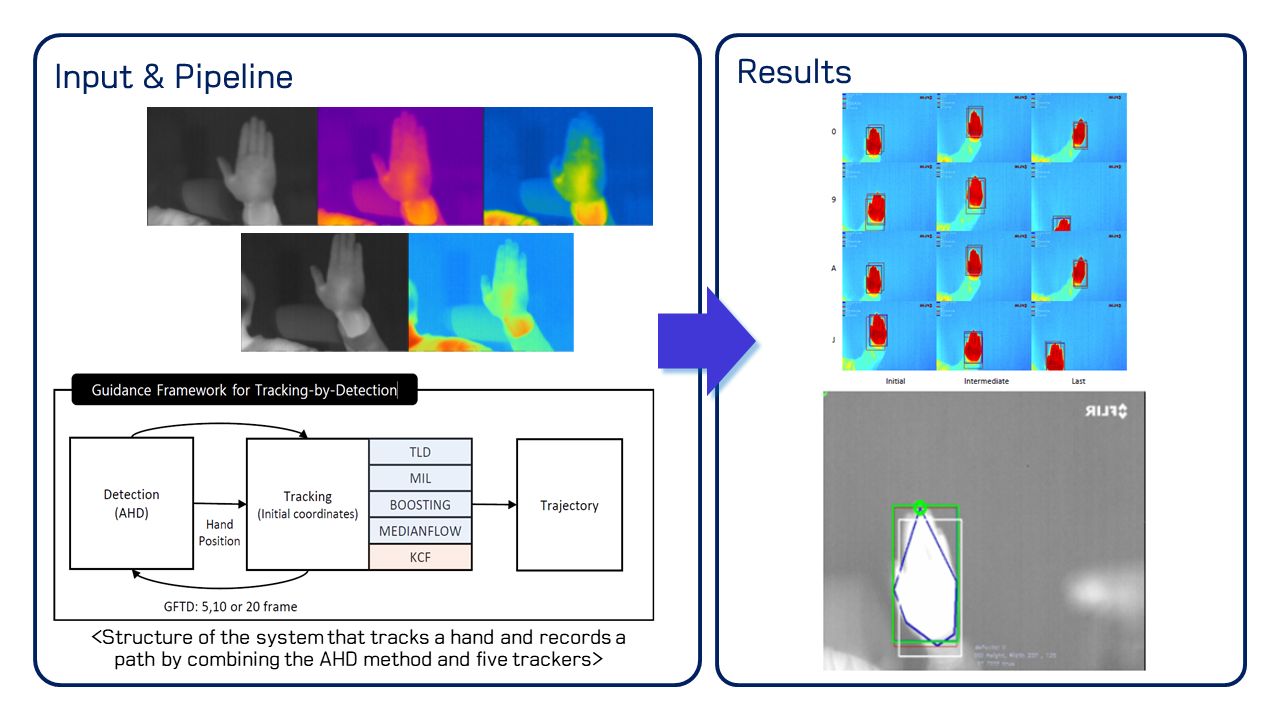 Input & Pipeline
Guidance Framework for Tracking-by-Detection
Detection
(AHD)
Hand
Position
Tracking
(Initial coordinates)
TLD
MIL
BOOSTING
MEDIANFLOW
KCF
Trajectory
GFTD: 5,10 or 20 frame
<Structure of the system that tracks a hand and records a
path by combining the AHD method and five trackers>
Results
0
9
A
J
Initial Intermediate Last
FLIR